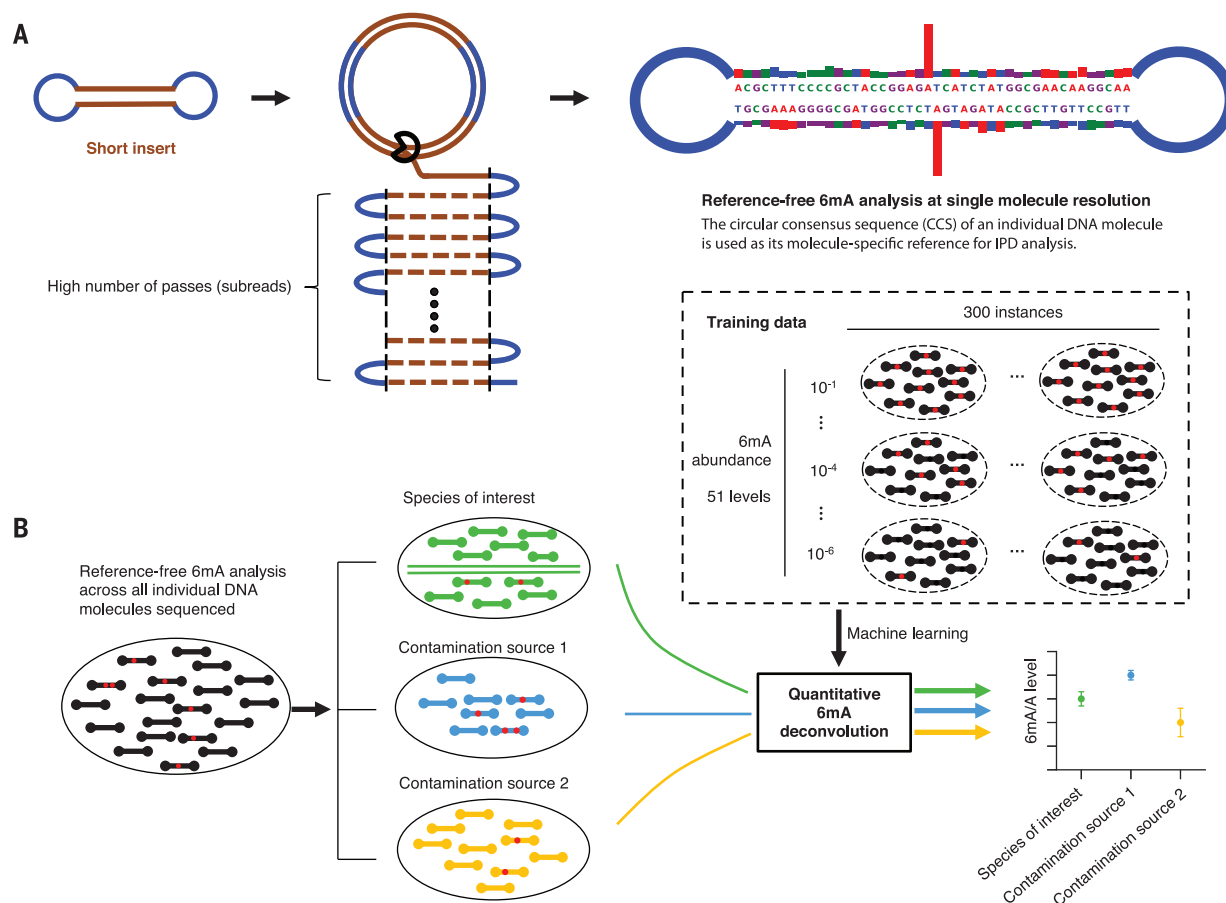 A
Short insert
High number of passes (subreads)
ACGCTTTCCCCGCTACCGGAGATCATCTATGGCGAACAAGGCAA
TGCGAAAGGGGCGATGGCCTCTAGTAGATACCGCTTGTTCCGTT
Reference-free 6mA analysis at single molecule resolution
The circular consensus sequence (CCS) of an individual DNA molecule
is used as its molecule-specific reference for IPD analysis.
Training data
300 instances
6mA
abundance
51 levels
10-1
⋮
10-4
⋮
10-6
...
...
...
Machine learning
B
Reference-free 6mA analysis
across all individual DNA
molecules sequenced
Species of interest
Contamination source 1
Contamination source 2
Quantitative
6mA
deconvolution
6mA/A level
Species of interest
Contamination source 1
Contamination source 2